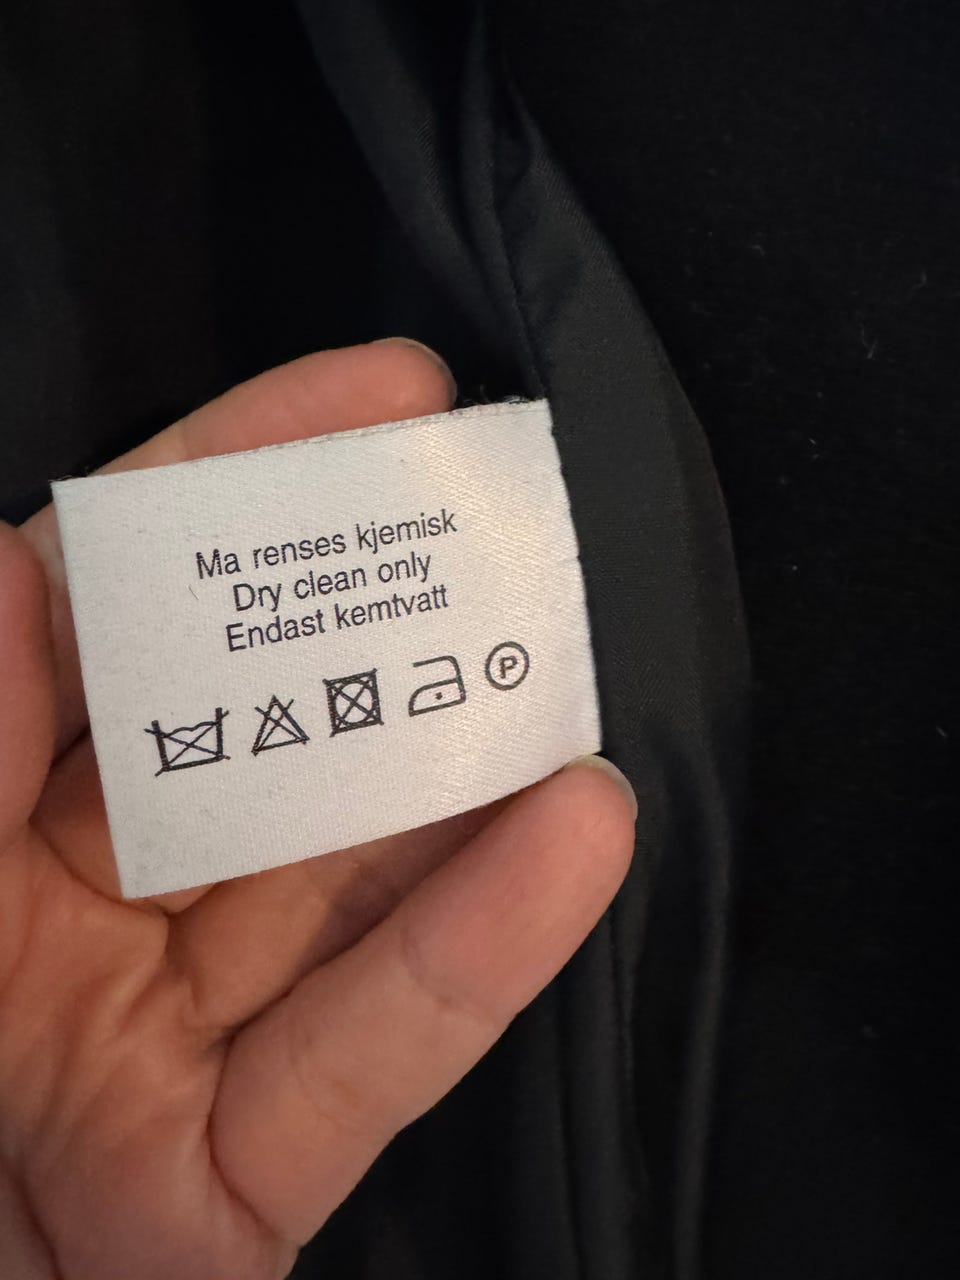 Ma renses kjemisk
Dry clean only
Endast kemtvatt
P